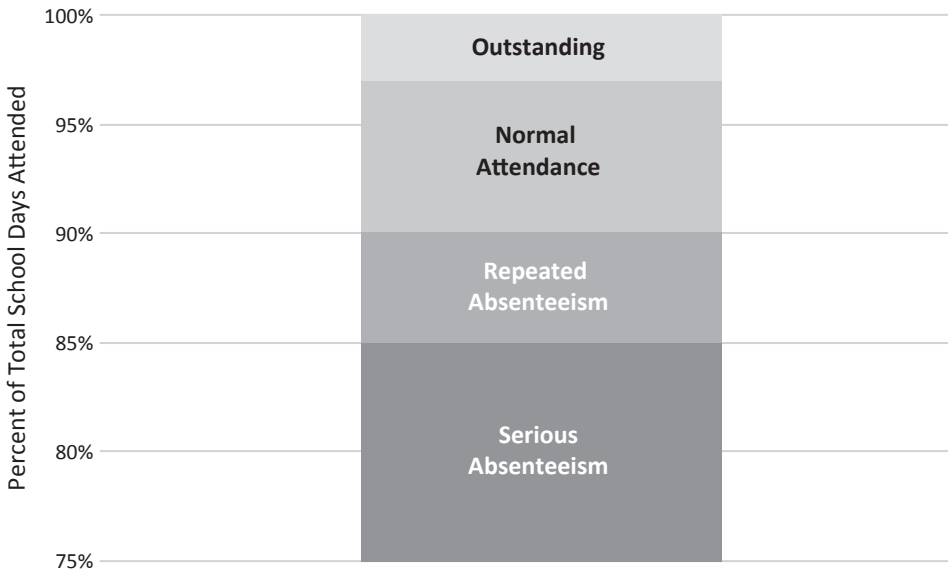 Percent of Total School Days Attended
100%
95%
90%
85%
80%
75%
Outstanding
Normal
Attendance
Repeated
Absenteeism
Serious
Absenteeism